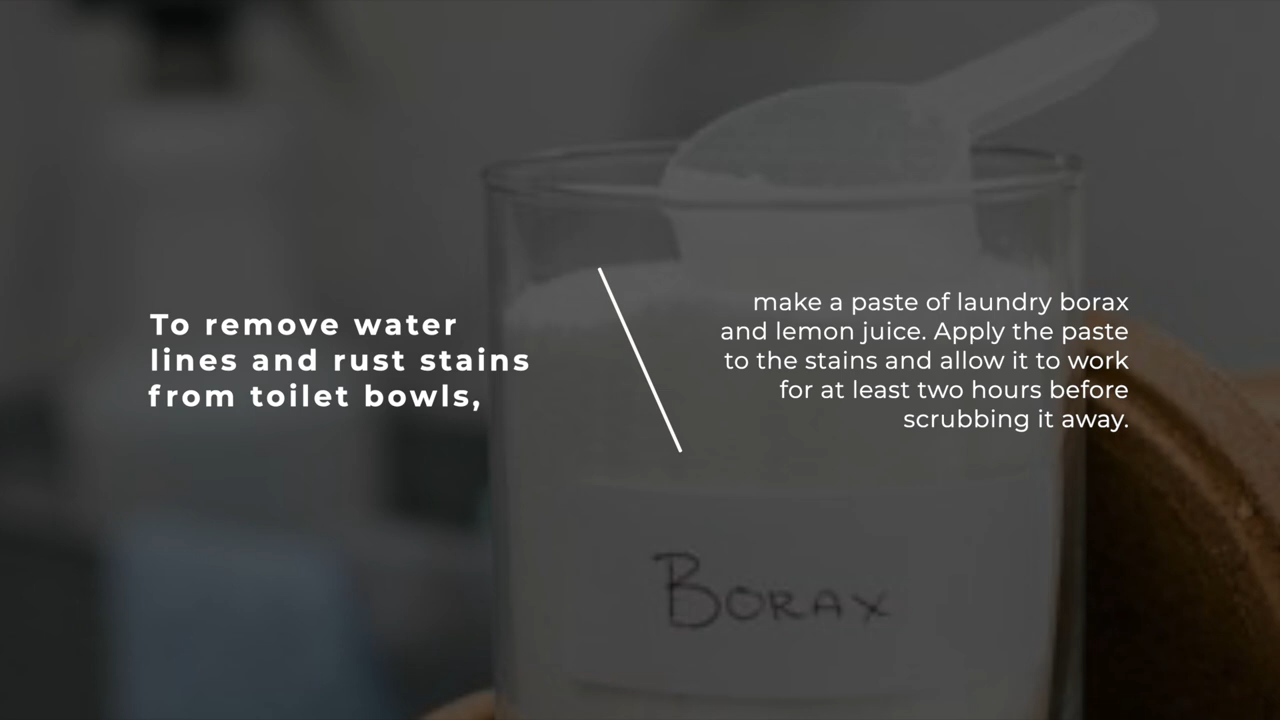 To remove water
lines and rust stains
from toilet bowls,
make a paste of laundry borax
and lemon juice. Apply the paste
to the stains and allow it to work
for at least two hours before
scrubbing it away.
BORAX